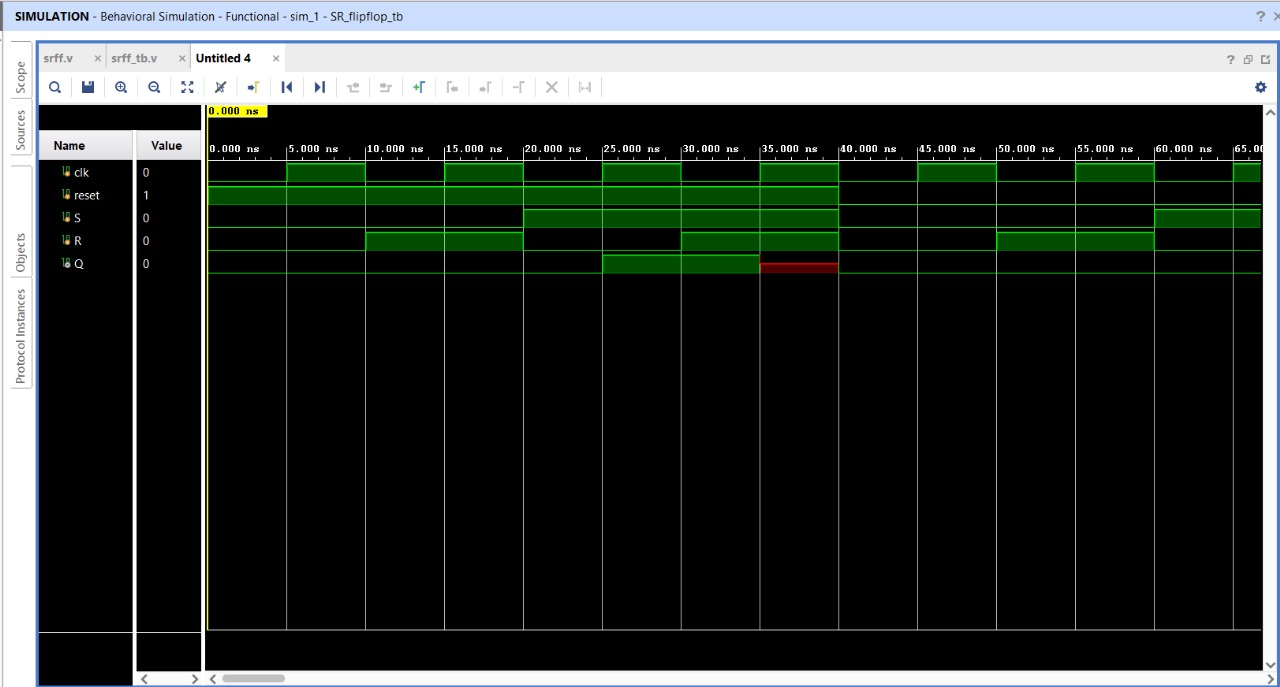 SIMULATION - Behavioral Simulation - Functional - sim_1 - SR_flipflop_tb
srff.v
srff_tb.v
Untitled 4
Scope
Sources
Objects
Protocol Instances
0.000 ns
Name Value
0.000 ns 5.000 ns 10.000 ns 15.000 ns 20.000 ns 25.000 ns 30.000 ns 35.000 ns 40.000 ns 45.000 ns 50.000 ns 55.000 ns 60.000 ns 65.00
clk 0
reset 1
S 0
R 0
Q 0